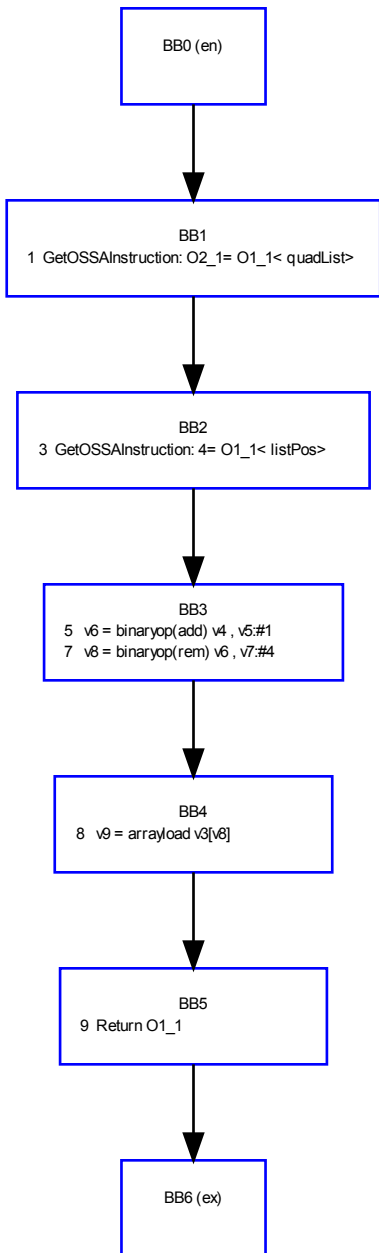 BB0 (en)
BB1
1 GetOSSAInstruction: O2_1= O1_1< quadList>
BB2
3 GetOSSAInstruction: 4= O1_1< listPos>
BB3
5 v6 = binaryop(add) v4 , v5:#1
7 v8 = binaryop(rem) v6 , v7:#4
BB4
8 v9 = arrayload v3[v8]
BB5
9 Return O1_1
BB6 (ex)